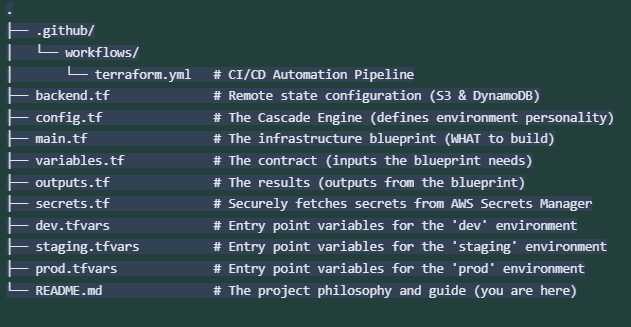 .
├── .github/
│   └── workflows/
│       └── terraform.yml   # CI/CD Automation Pipeline
├── backend.tf              # Remote state configuration (S3 & DynamoDB)
├── config.tf               # The Cascade Engine (defines environment personality)
├── main.tf                 # The infrastructure blueprint (WHAT to build)
├── variables.tf            # The contract (inputs the blueprint needs)
├── outputs.tf              # The results (outputs from the blueprint)
├── secrets.tf              # Securely fetches secrets from AWS Secrets Manager
├── dev.tfvars              # Entry point variables for the 'dev' environment
├── staging.tfvars          # Entry point variables for the 'staging' environment
├── prod.tfvars             # Entry point variables for the 'prod' environment
└── README.md               # The project philosophy and guide (you are here)